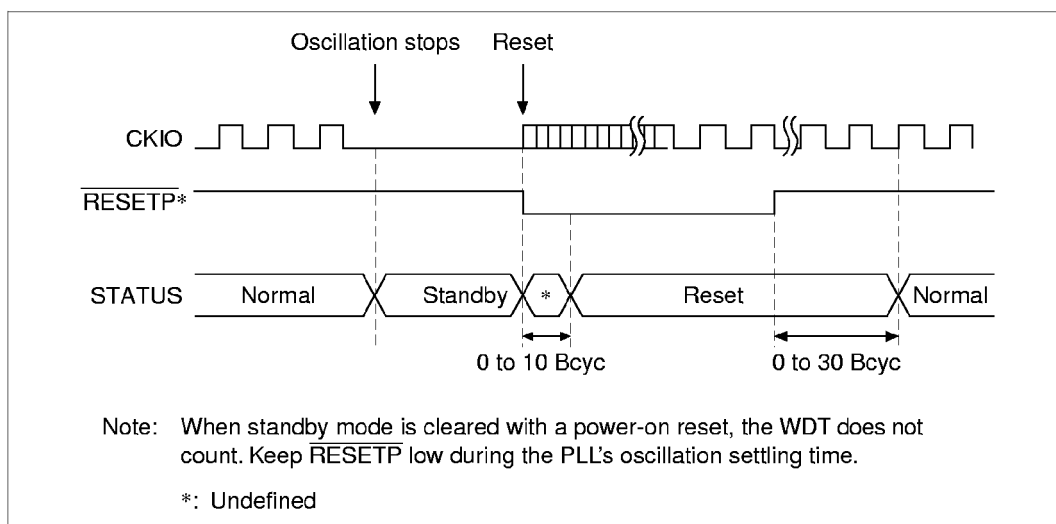 Oscillation stops Reset
CKIO
RESETP*
STATUS Normal Standby * Reset Normal
0 to 10 Bcyc 0 to 30 Bcyc
Note: When standby mode is cleared with a power-on reset, the WDT does not
count. Keep RESETP low during the PLL's oscillation settling time.
*: Undefined